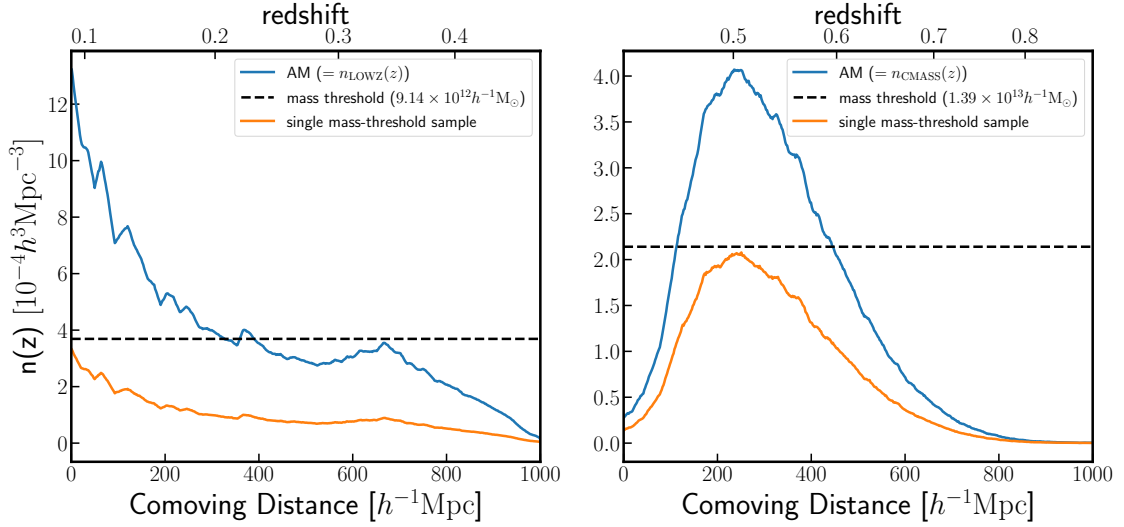 redshift
0.1 0.2 0.3 0.4
AM (= n_LOWZ(z))
mass threshold (9.14 × 10^12 h^−1 M_⊙)
single mass-threshold sample
n(z) [10^−4 h^3 Mpc^−3]
12
10
8
6
4
2
0
0 200 400 600 800 1000
Comoving Distance [h^−1 Mpc]
redshift
0.5 0.6 0.7 0.8
AM (= n_CMASS(z))
mass threshold (1.39 × 10^13 h^−1 M_⊙)
single mass-threshold sample
4.0
3.5
3.0
2.5
2.0
1.5
1.0
0.5
0.0
0 200 400 600 800 1000
Comoving Distance [h^−1 Mpc]